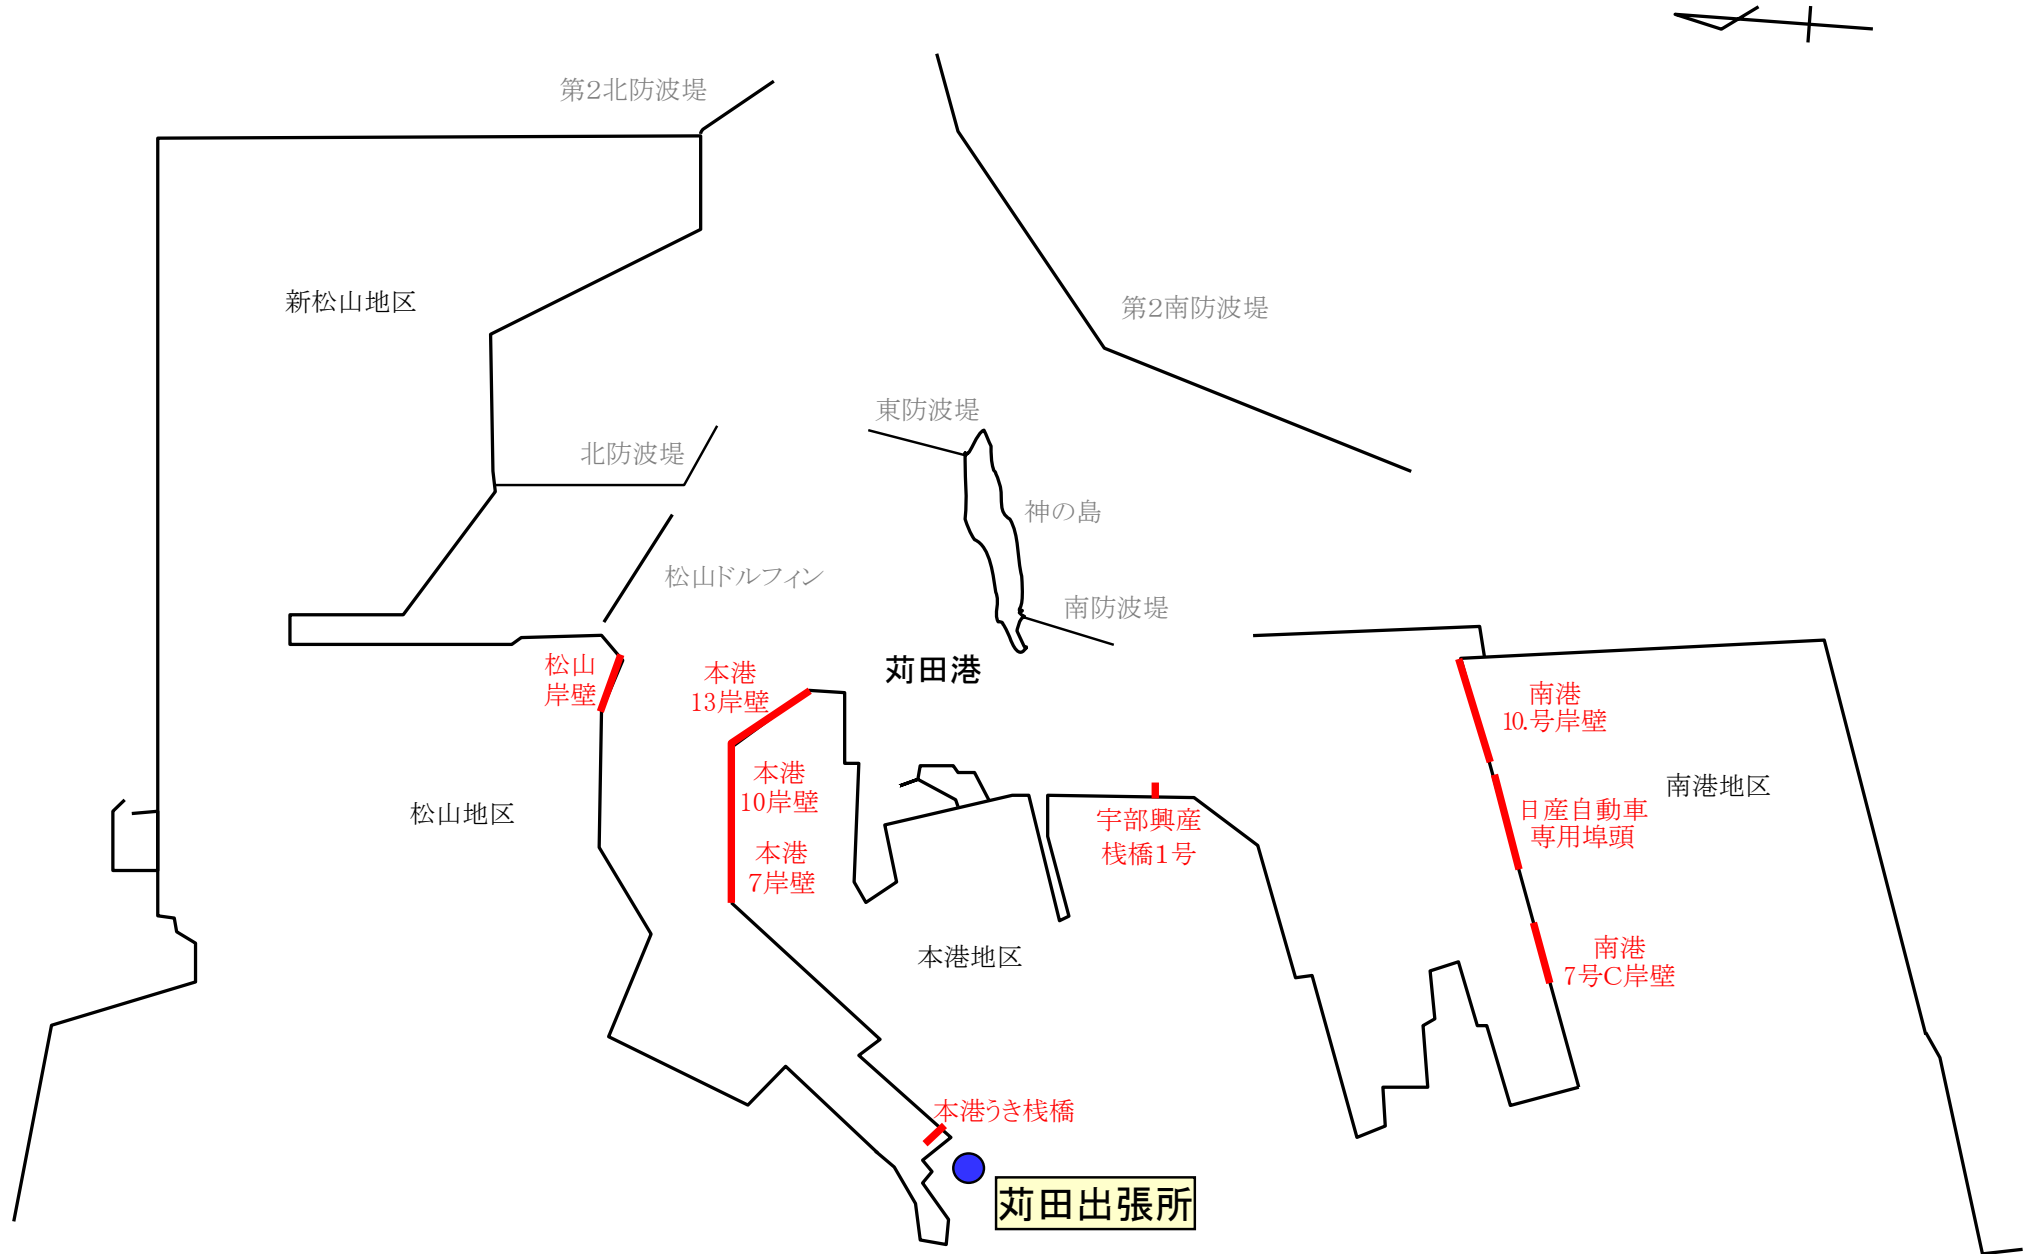 第2北防波堤
新松山地区
第2南防波堤
東防波堤
北防波堤
神の島
松山ドルフィン
南防波堤
苅田港
松山
岸壁
本港
13岸壁
南港
10.号岸壁
本港
10岸壁
南港地区
松山地区
宇部興産
桟橋1号
日産自動車
専用埠頭
本港
7岸壁
本港地区
南港
7号C岸壁
本港うき桟橋
苅田出張所